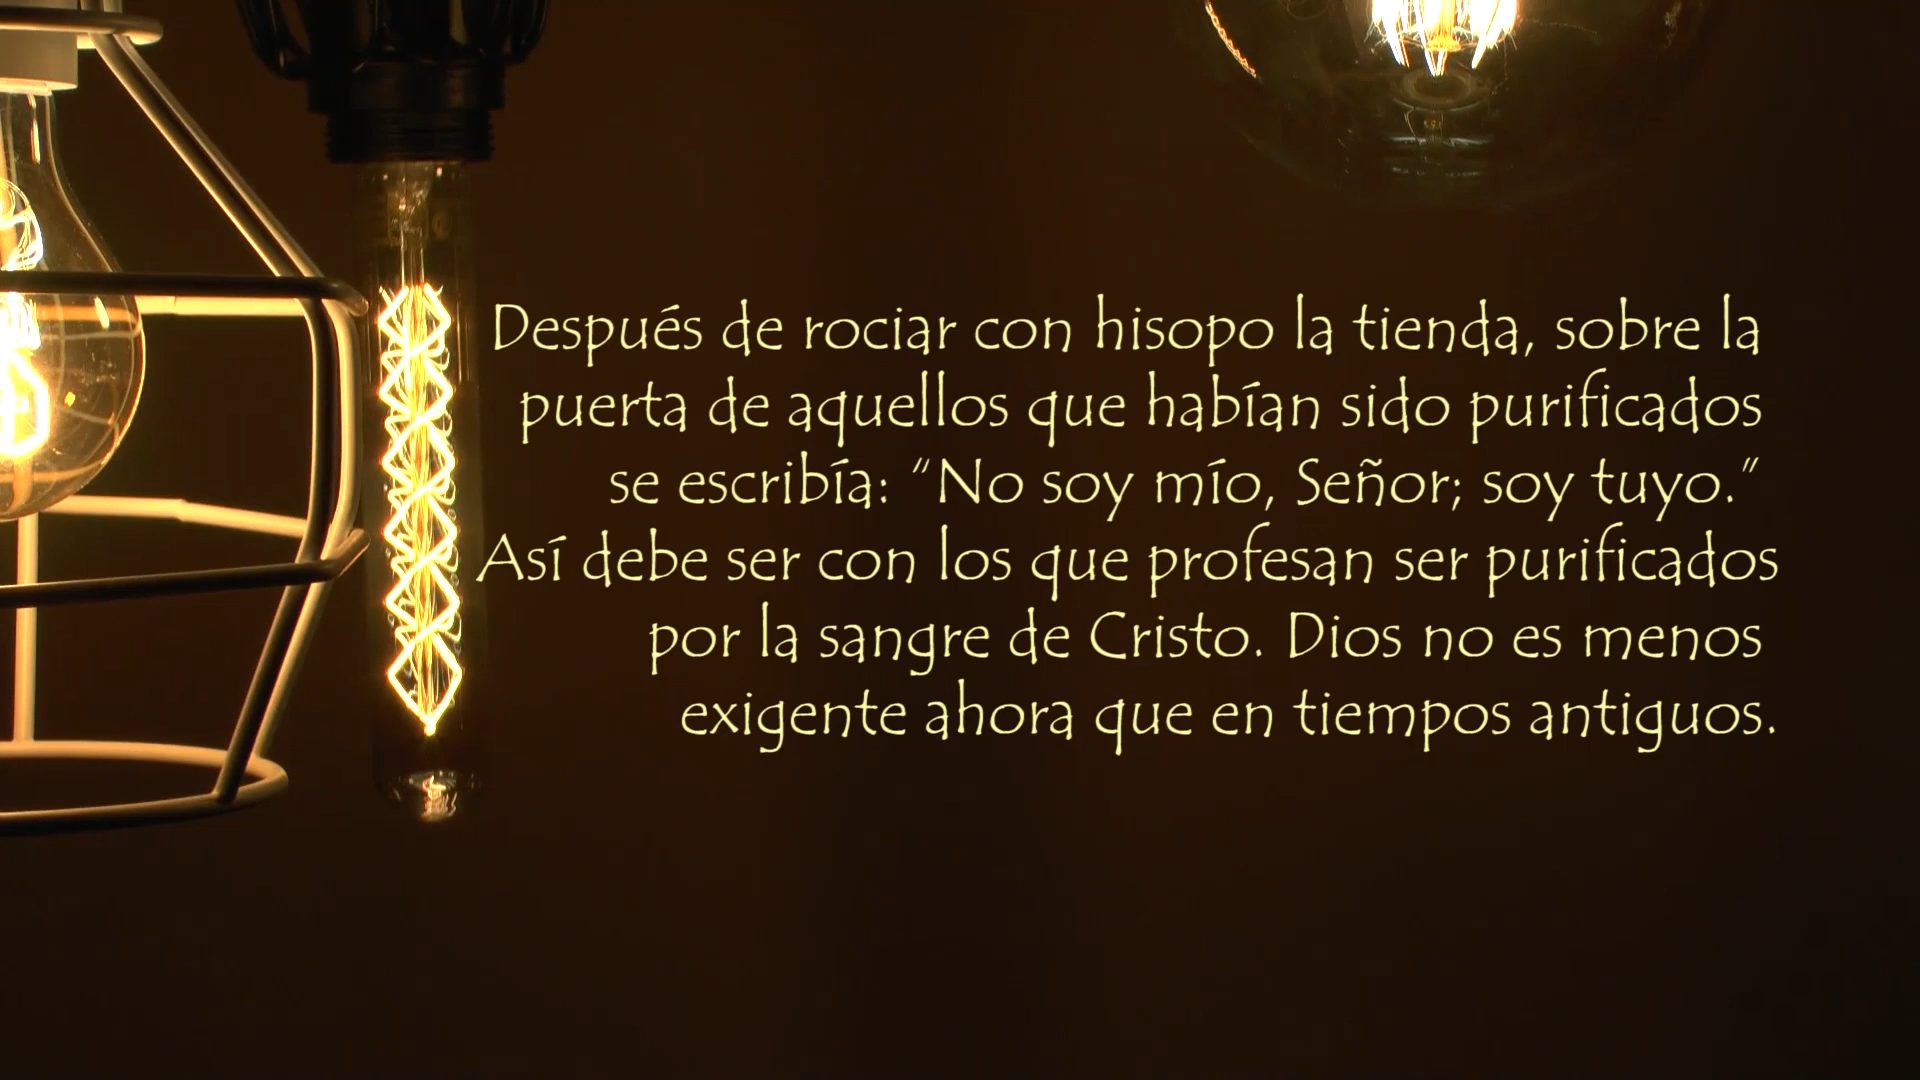 Después de rociar con hisopo la tienda, sobre la
puerta de aquellos que habían sido purificados
se escribía: “No soy mío, Señor; soy tuyo.”
Así debe ser con los que profesan ser purificados
por la sangre de Cristo. Dios no es menos
exigente ahora que en tiempos antiguos.